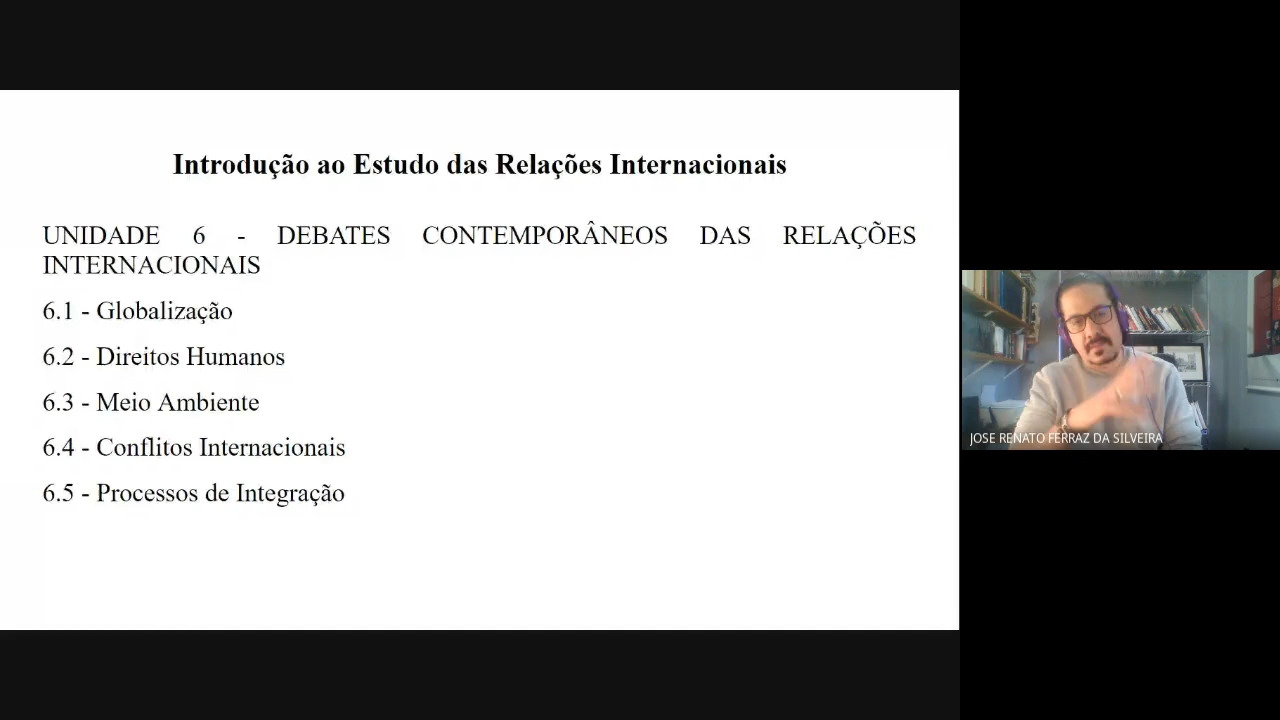 Introdução ao Estudo das Relações Internacionais
UNIDADE 6 - DEBATES CONTEMPORÂNEOS DAS RELAÇÕES
INTERNACIONAIS
6.1 - Globalização
6.2 - Direitos Humanos
6.3 - Meio Ambiente
6.4 - Conflitos Internacionais
6.5 - Processos de Integração
JOSE RENATO FERRAZ DA SILVEIRA